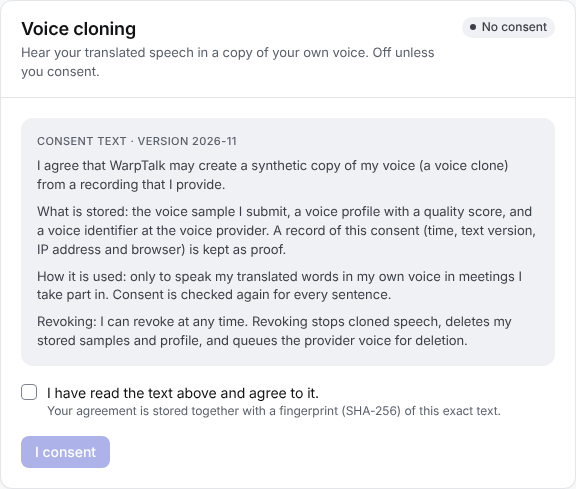 Voice cloning
No consent
Hear your translated speech in a copy of your own voice. Off unless
you consent.
CONSENT TEXT · VERSION 2026-11
I agree that WarpTalk may create a synthetic copy of my voice (a voice clone)
from a recording that I provide.
What is stored: the voice sample I submit, a voice profile with a quality score, and
a voice identifier at the voice provider. A record of this consent (time, text version,
IP address and browser) is kept as proof.
How it is used: only to speak my translated words in my own voice in meetings I
take part in. Consent is checked again for every sentence.
Revoking: I can revoke at any time. Revoking stops cloned speech, deletes my
stored samples and profile, and queues the provider voice for deletion.
I have read the text above and agree to it.
Your agreement is stored together with a fingerprint (SHA-256) of this exact text.
I consent